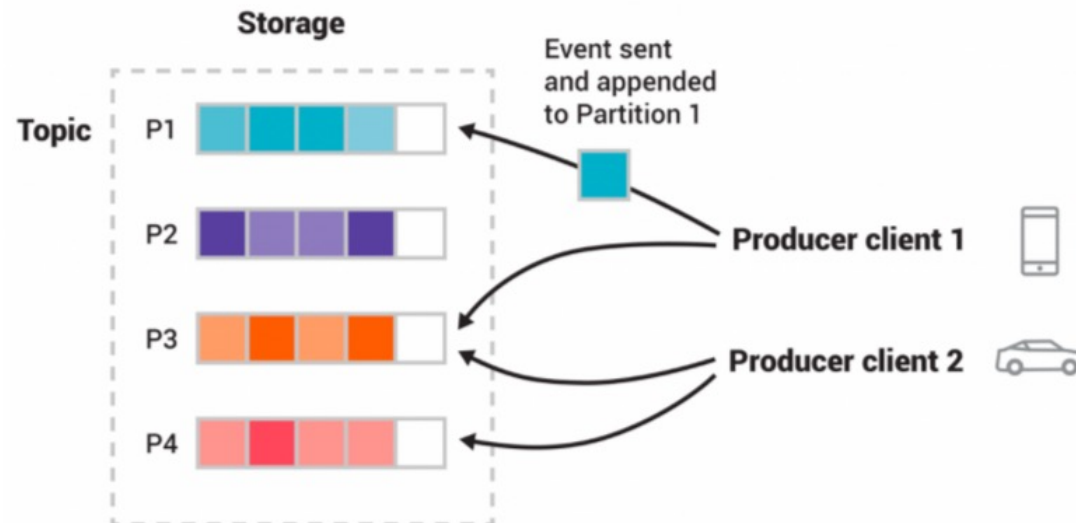 Storage
Event sent
and appended
to Partition 1
Topic
P1
P2
Producer client 1
P3
Producer client 2
P4